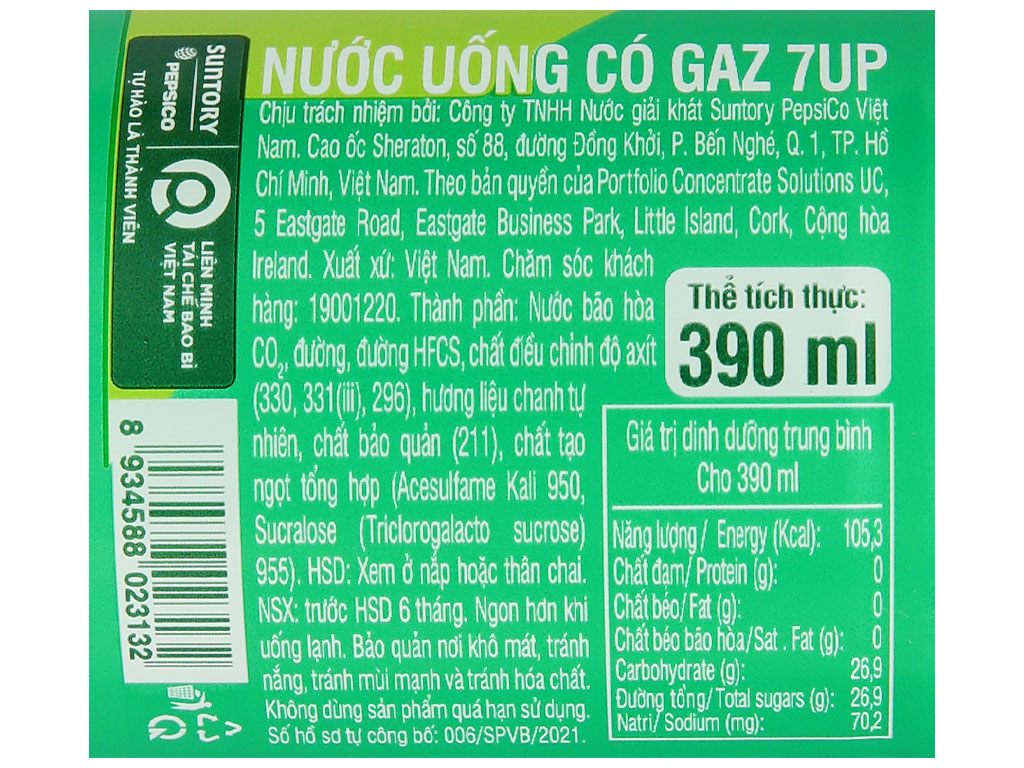 SUNTORY
PEPSICO
TỰ HÀO LÀ THÀNH VIÊN
LIÊN MINH
TÁI CHẾ BAO BÌ
VIỆT NAM
NƯỚC UỐNG CÓ GAZ 7UP
Chịu trách nhiệm bởi: Công ty TNHH Nước giải khát Suntory PepsiCo Việt
Nam. Cao ốc Sheraton, số 88, đường Đồng Khởi, P. Bến Nghé, Q. 1, TP. Hồ
Chí Minh, Việt Nam. Theo bản quyền của Portfolio Concentrate Solutions UC,
5 Eastgate Road, Eastgate Business Park, Little Island, Cork, Cộng hòa
Ireland. Xuất xứ: Việt Nam. Chăm sóc khách
hàng: 19001220. Thành phần: Nước bão hòa
CO₂, đường, đường HFCS, chất điều chỉnh độ axít
(330, 331(iii), 296), hương liệu chanh tự
nhiên, chất bảo quản (211), chất tạo
ngọt tổng hợp (Acesulfame Kali 950,
Sucralose (Triclorogalacto sucrose)
955). HSD: Xem ở nắp hoặc thân chai.
NSX: trước HSD 6 tháng. Ngon hơn khi
uống lạnh. Bảo quản nơi khô mát, tránh
nắng, tránh mùi mạnh và tránh hóa chất.
Không dùng sản phẩm quá hạn sử dụng.
Số hồ sơ tự công bố: 006/SPVB/2021.
Thể tích thực:
390 ml
Giá trị dinh dưỡng trung bình
Cho 390 ml
Năng lượng / Energy (Kcal): 105,3
Chất đạm/ Protein (g): 0
Chất béo/ Fat (g): 0
Chất béo bão hòa/Sat . Fat (g): 0
Carbohydrate (g): 26,9
Đường tổng/ Total sugars (g): 26,9
Natri/ Sodium (mg): 70,2
8 934588 023132